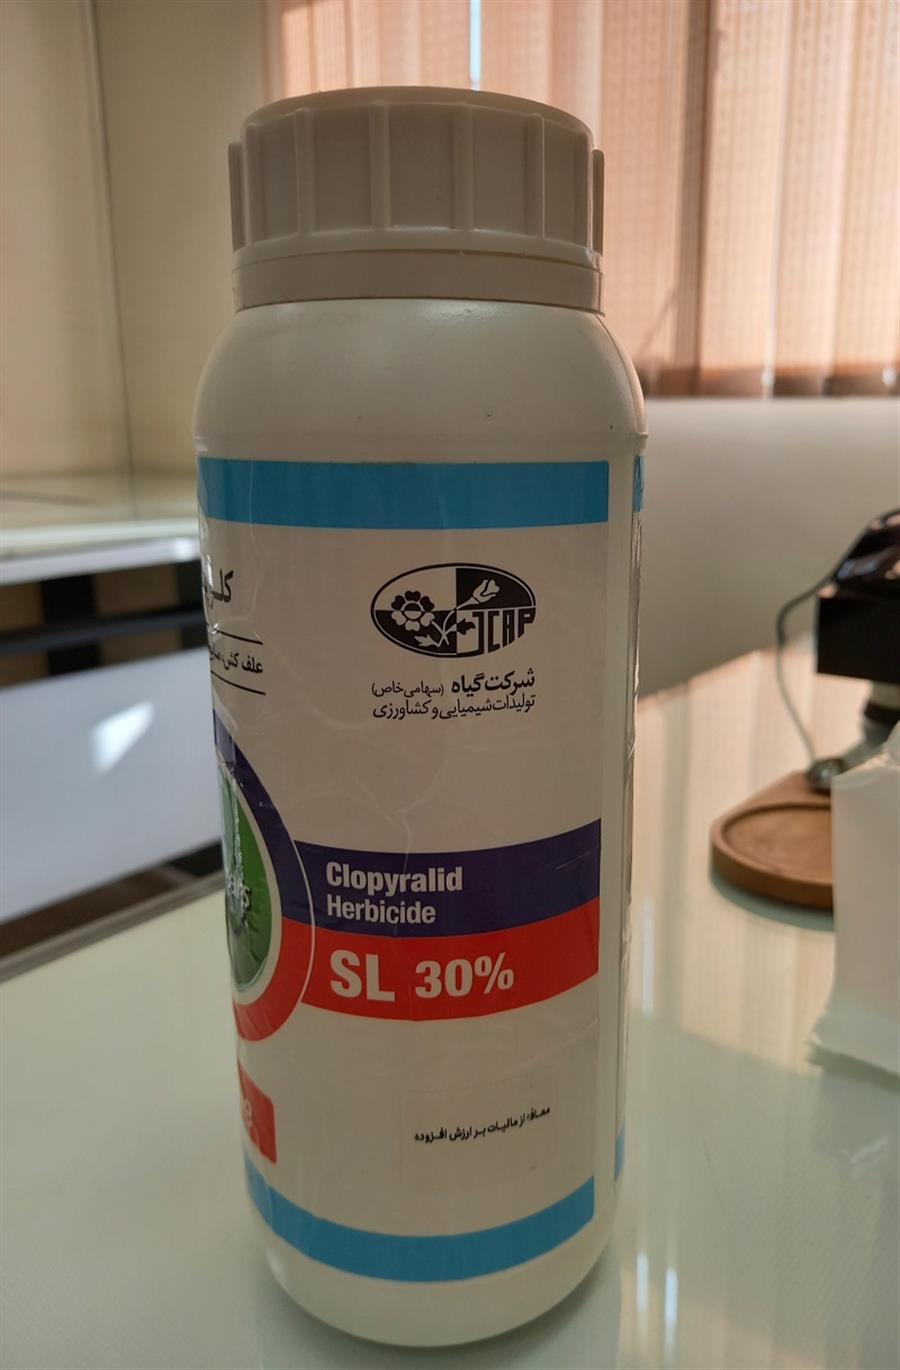 JCAP
شرکت گیاه (سهامی خاص)
تولیدات شیمیایی و کشاورزی
علف کش
Clopyralid
Herbicide
SL 30%
معاف از مالیات بر ارزش افزوده